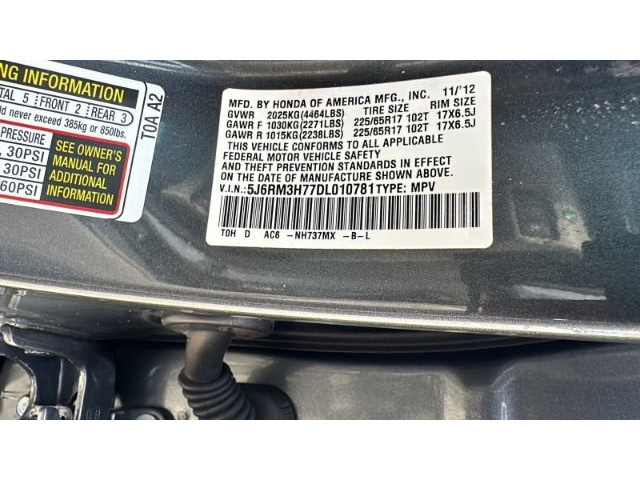 NG INFORMATION
TAL 5 | FRONT 2 | REAR 3
ld never exceed 385kg or 850lbs.
PRESSURE
30PSI
30PSI
60PSI
SEE OWNER'S
MANUAL FOR
ADDITIONAL
INFORMATION
T0A A2
MFD. BY HONDA OF AMERICA MFG., INC. 11/'12
GVWR 2025KG(4464LBS) TIRE SIZE RIM SIZE
GAWR F 1030KG(2271LBS) 225/65R17 102T 17X6.5J
GAWR R 1015KG(2238LBS) 225/65R17 102T 17X6.5J
THIS VEHICLE CONFORMS TO ALL APPLICABLE
FEDERAL MOTOR VEHICLE SAFETY
AND THEFT PREVENTION STANDARDS IN EFFECT ON
THE DATE OF MANUFACTURE SHOWN ABOVE.
V.I.N.:5J6RM3H77DL010781 TYPE: MPV
T0H D AC6 -NH737MX -B-L